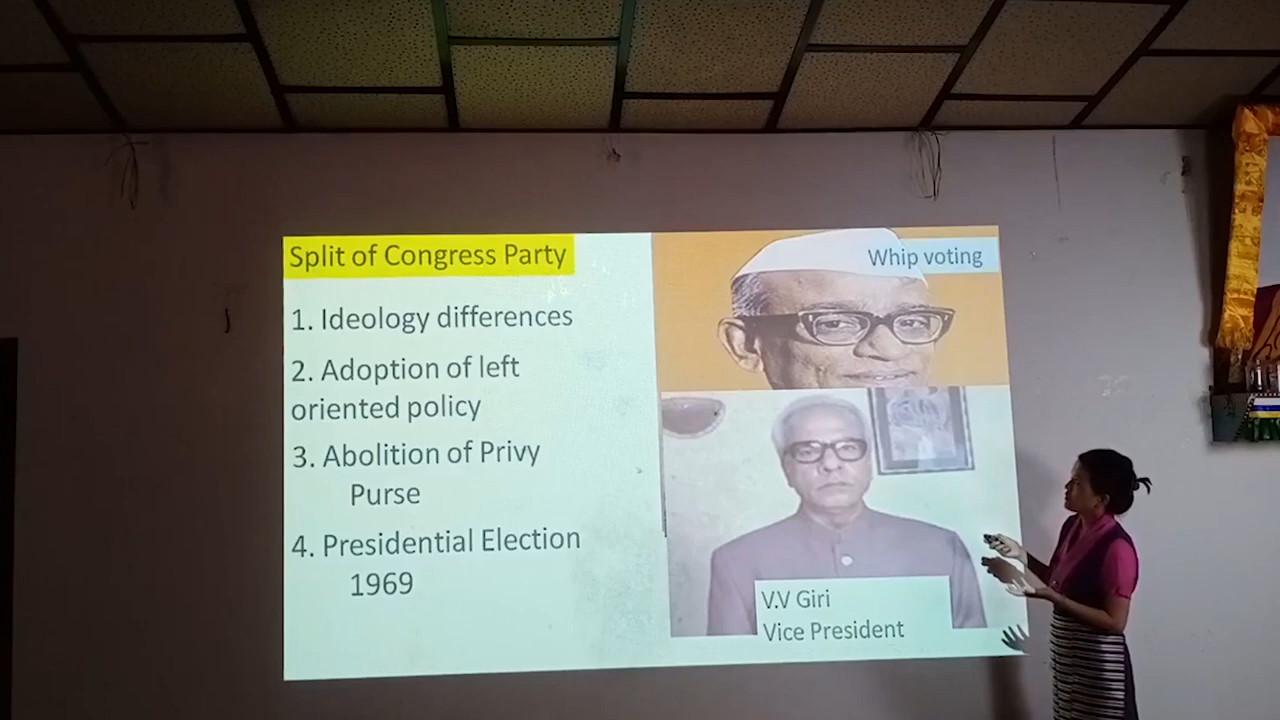 Split of Congress Party
1. Ideology differences
2. Adoption of left
oriented policy
3. Abolition of Privy
Purse
4. Presidential Election
1969
Whip voting
V.V Giri
Vice President